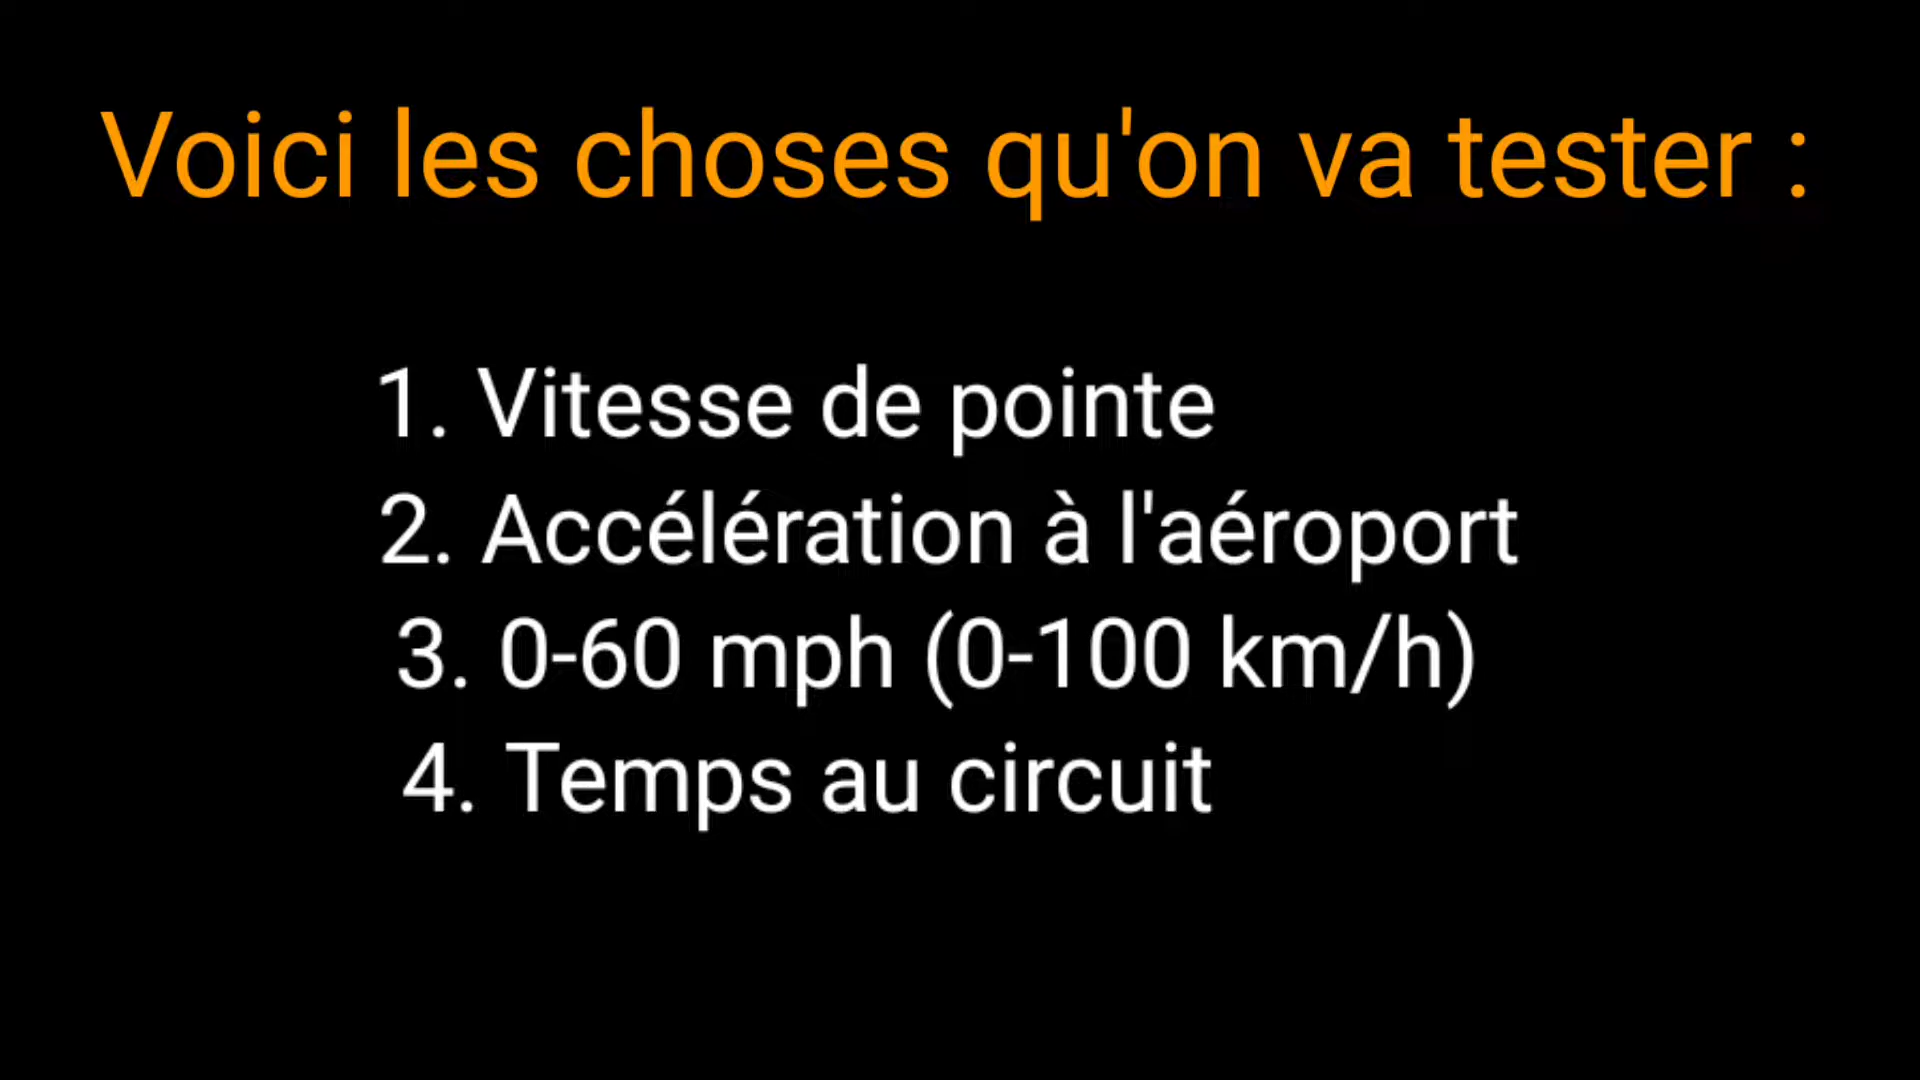 Voici les choses qu'on va tester :
1. Vitesse de pointe
2. Accélération à l'aéroport
3. 0-60 mph (0-100 km/h)
4. Temps au circuit